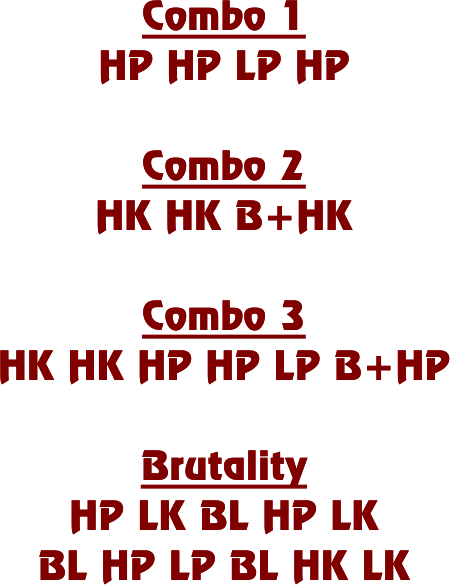 Combo 1
HP HP LP HP
Combo 2
HK HK B+HK
Combo 3
HK HK HP HP LP B+HP
Brutality
HP LK BL HP LK
BL HP LP BL HK LK